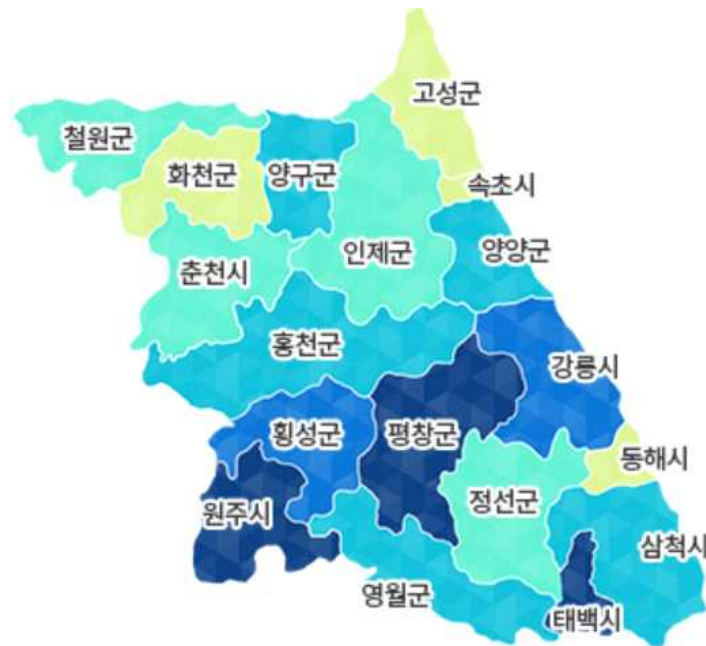 고성군
철원군
화천군
양구군
속초시
인제군
양양군
춘천시
홍천군
강릉시
횡성군
평창군
동해시
원주시
정선군
삼척시
영월군
태백시